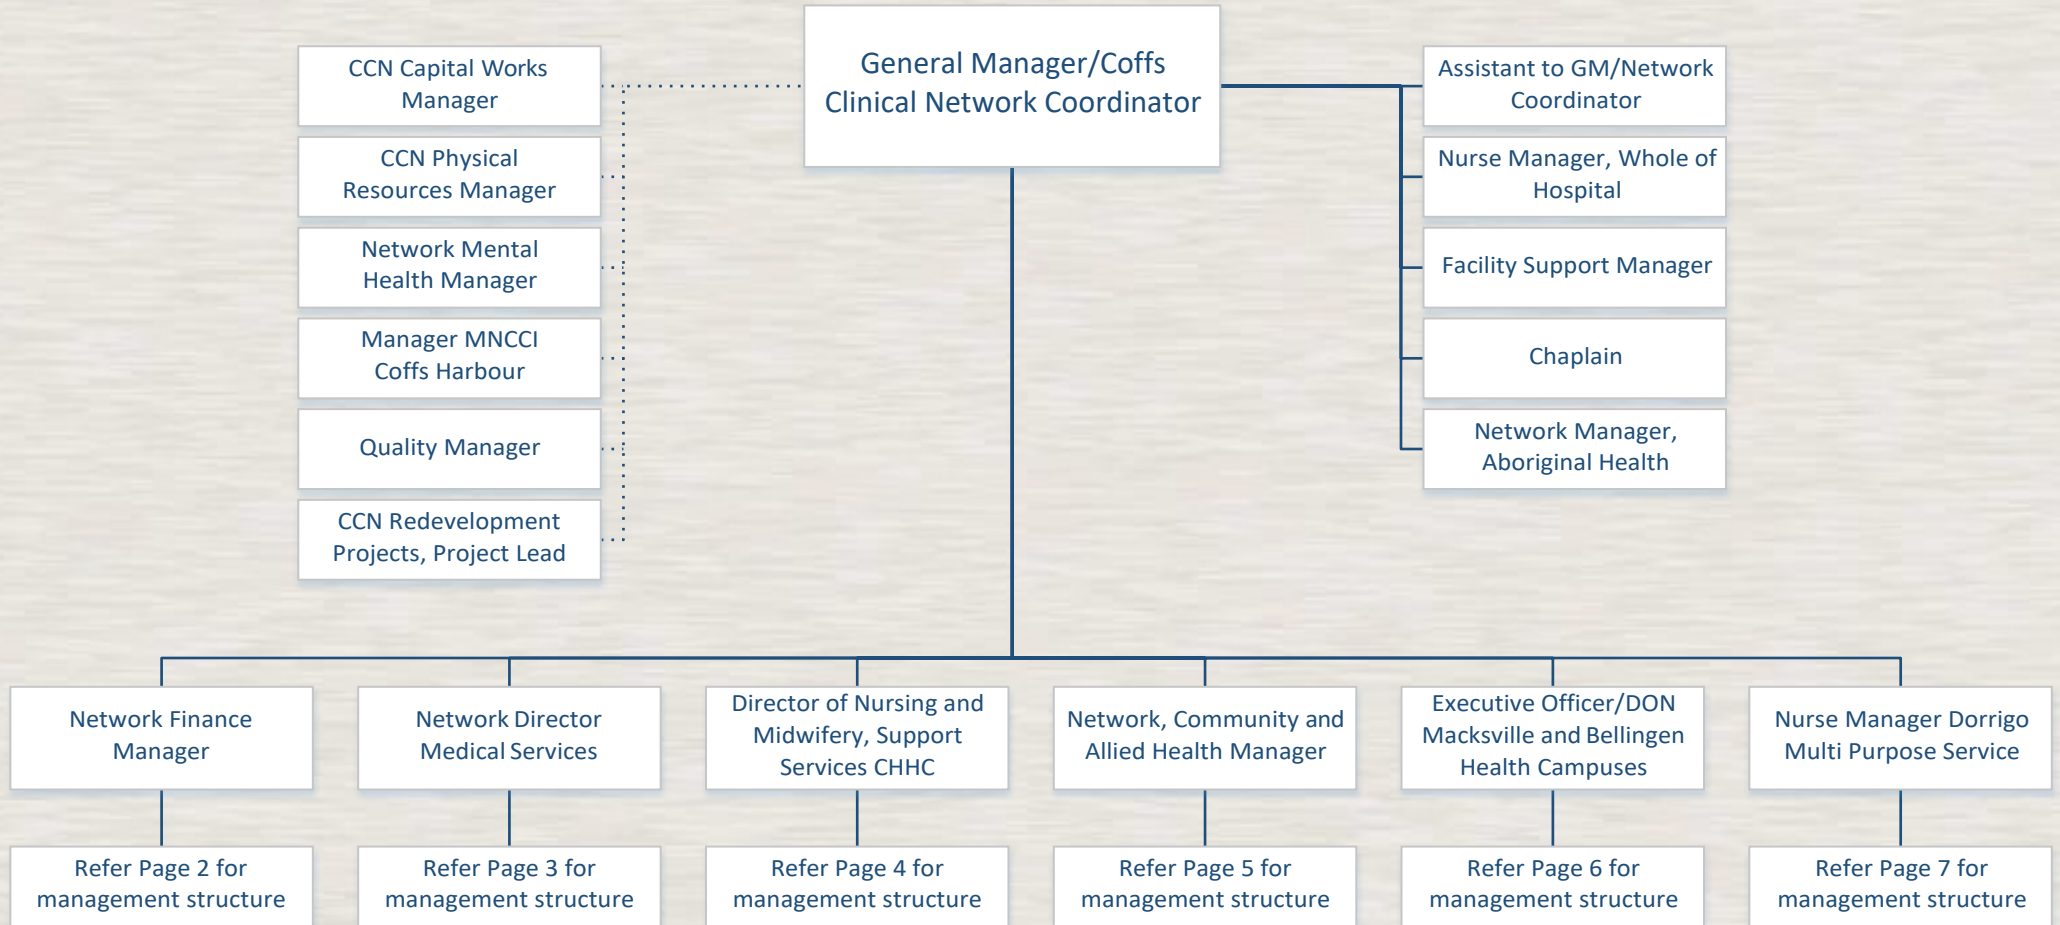 General Manager/Coffs
Clinical Network Coordinator
CCN Capital Works
Manager
CCN Physical
Resources Manager
Network Mental
Health Manager
Manager MNCCI
Coffs Harbour
Quality Manager
CCN Redevelopment
Projects, Project Lead
Assistant to GM/Network
Coordinator
Nurse Manager, Whole of
Hospital
Facility Support Manager
Chaplain
Network Manager,
Aboriginal Health
Network Finance
Manager
Network Director
Medical Services
Director of Nursing and
Midwifery, Support
Services CHHC
Network, Community and
Allied Health Manager
Executive Officer/DON
Macksville and Bellingen
Health Campuses
Nurse Manager Dorrigo
Multi Purpose Service
Refer Page 2 for
management structure
Refer Page 3 for
management structure
Refer Page 4 for
management structure
Refer Page 5 for
management structure
Refer Page 6 for
management structure
Refer Page 7 for
management structure